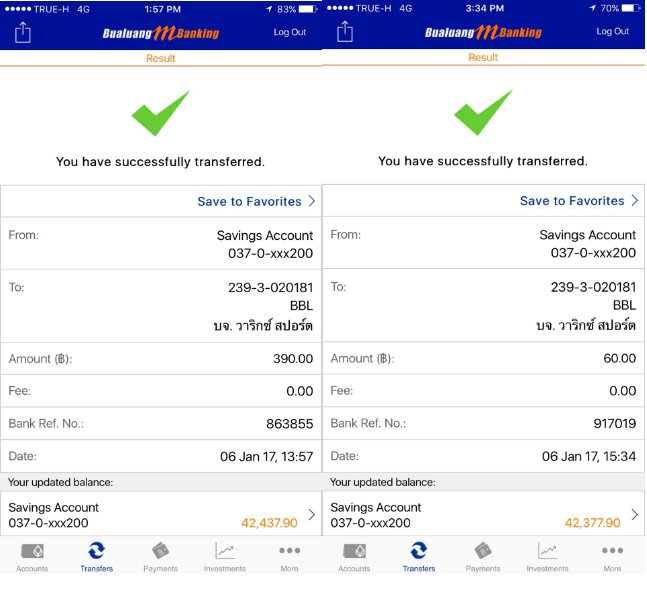 TRUE-H 4G 1:57 PM 83%
Bualuang mBanking Log Out
Result
You have successfully transferred.
Save to Favorites
From: Savings Account
037-0-xxx200
To: 239-3-020181
BBL
บจ. วาริกซ์ สปอร์ต
Amount (฿): 390.00
Fee: 0.00
Bank Ref. No.: 863855
Date: 06 Jan 17, 13:57
Your updated balance:
Savings Account
037-0-xxx200 42,437.90
Accounts Transfers Payments Investments More
TRUE-H 4G 3:34 PM 70%
Bualuang mBanking Log Out
Result
You have successfully transferred.
Save to Favorites
From: Savings Account
037-0-xxx200
To: 239-3-020181
BBL
บจ. วาริกซ์ สปอร์ต
Amount (฿): 60.00
Fee: 0.00
Bank Ref. No.: 917019
Date: 06 Jan 17, 15:34
Your updated balance:
Savings Account
037-0-xxx200 42,377.90
Accounts Transfers Payments Investments More